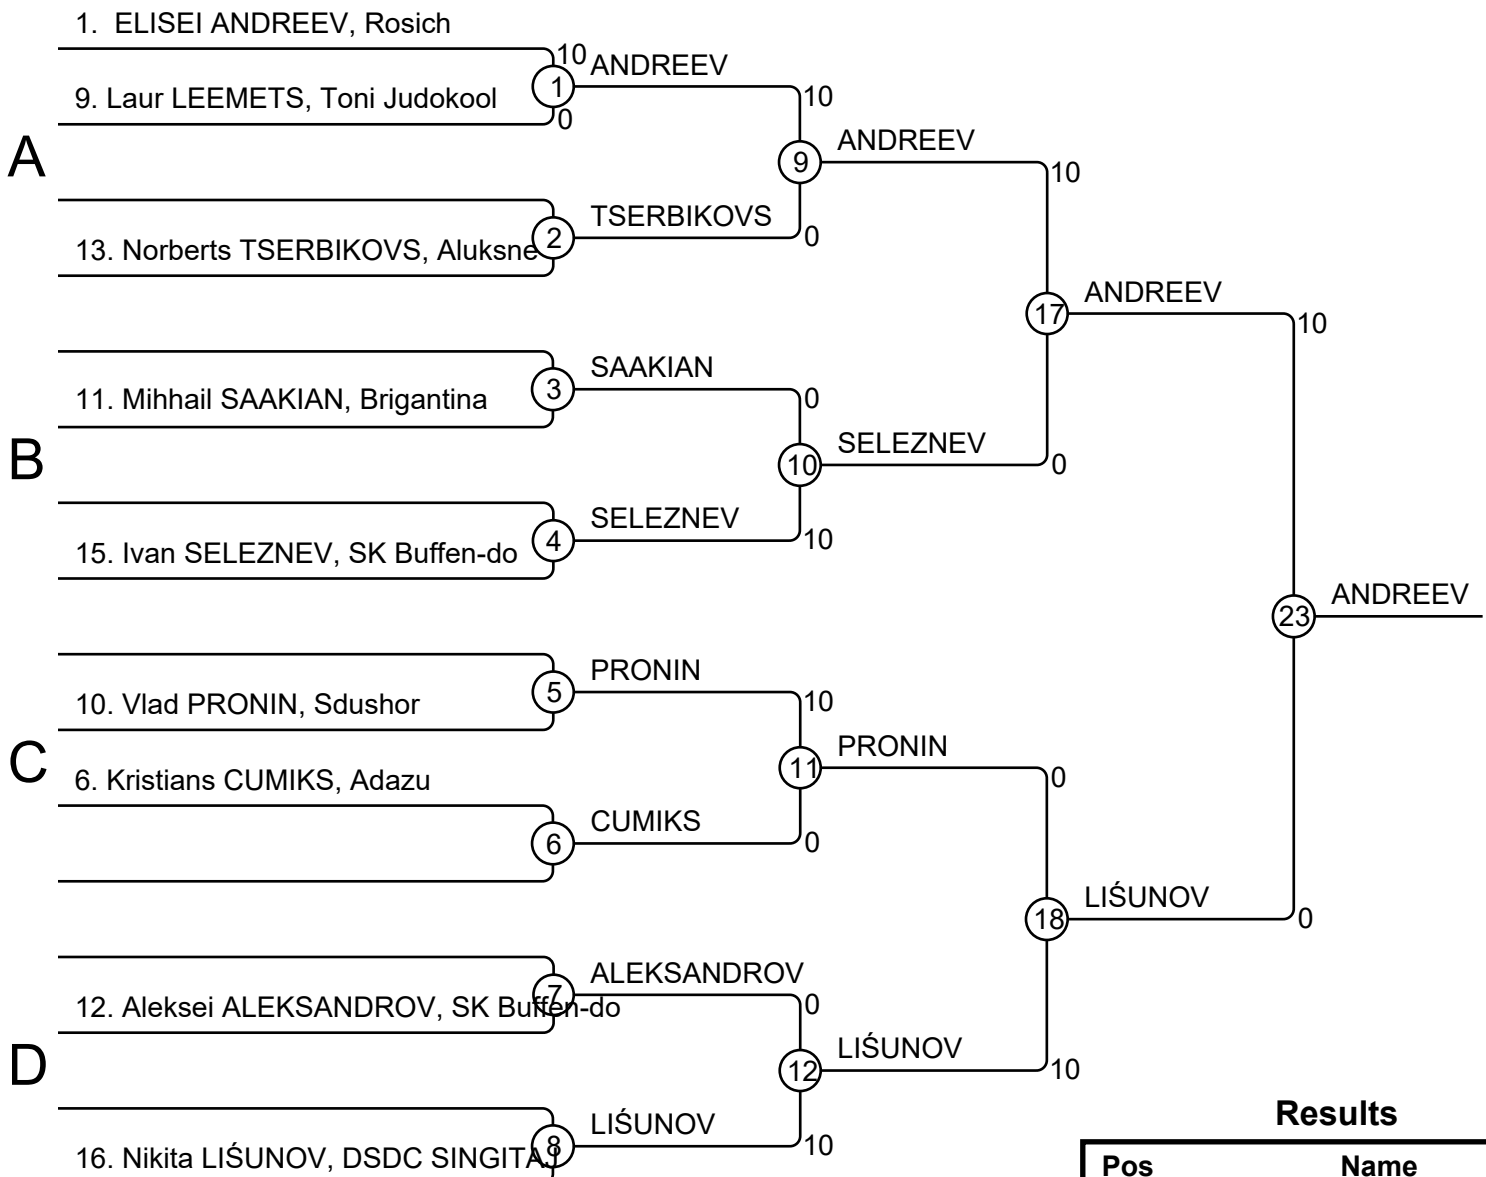 1. ELISEI ANDREEV, Rosich
10
1
ANDREEV
9. Laur LEEMETS, Toni Judokool
0
10
A
9
ANDREEV
10
13. Norberts TSERBIKOVS, Aluksne
2
TSERBIKOVS
0
17
ANDREEV
10
11. Mihhail SAAKIAN, Brigantina
3
SAAKIAN
0
B
10
SELEZNEV
0
15. Ivan SELEZNEV, SK Buffen-do
4
SELEZNEV
10
23
ANDREEV
10. Vlad PRONIN, Sdushor
5
PRONIN
10
C
11
PRONIN
0
6. Kristians CUMIKS, Adazu
6
CUMIKS
0
18
LIŚUNOV
0
12. Aleksei ALEKSANDROV, SK Buffen-do
7
ALEKSANDROV
0
D
12
LIŚUNOV
10
16. Nikita LIŚUNOV, DSDC SINGITAJ
8
LIŚUNOV
10
Results
Pos Name